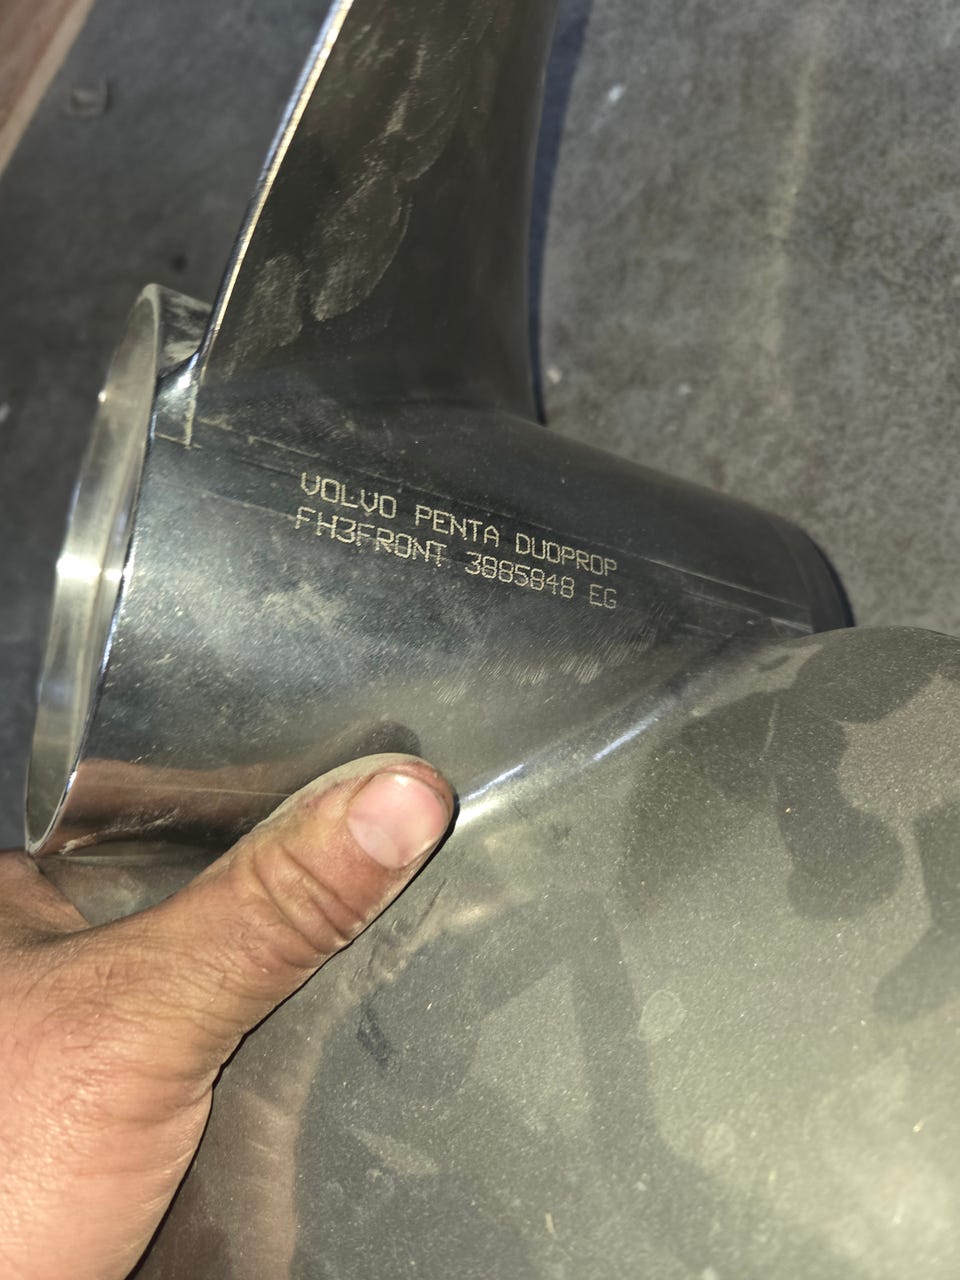 VOLVO PENTA DUOPROP
FH3FRONT 3885848 EG